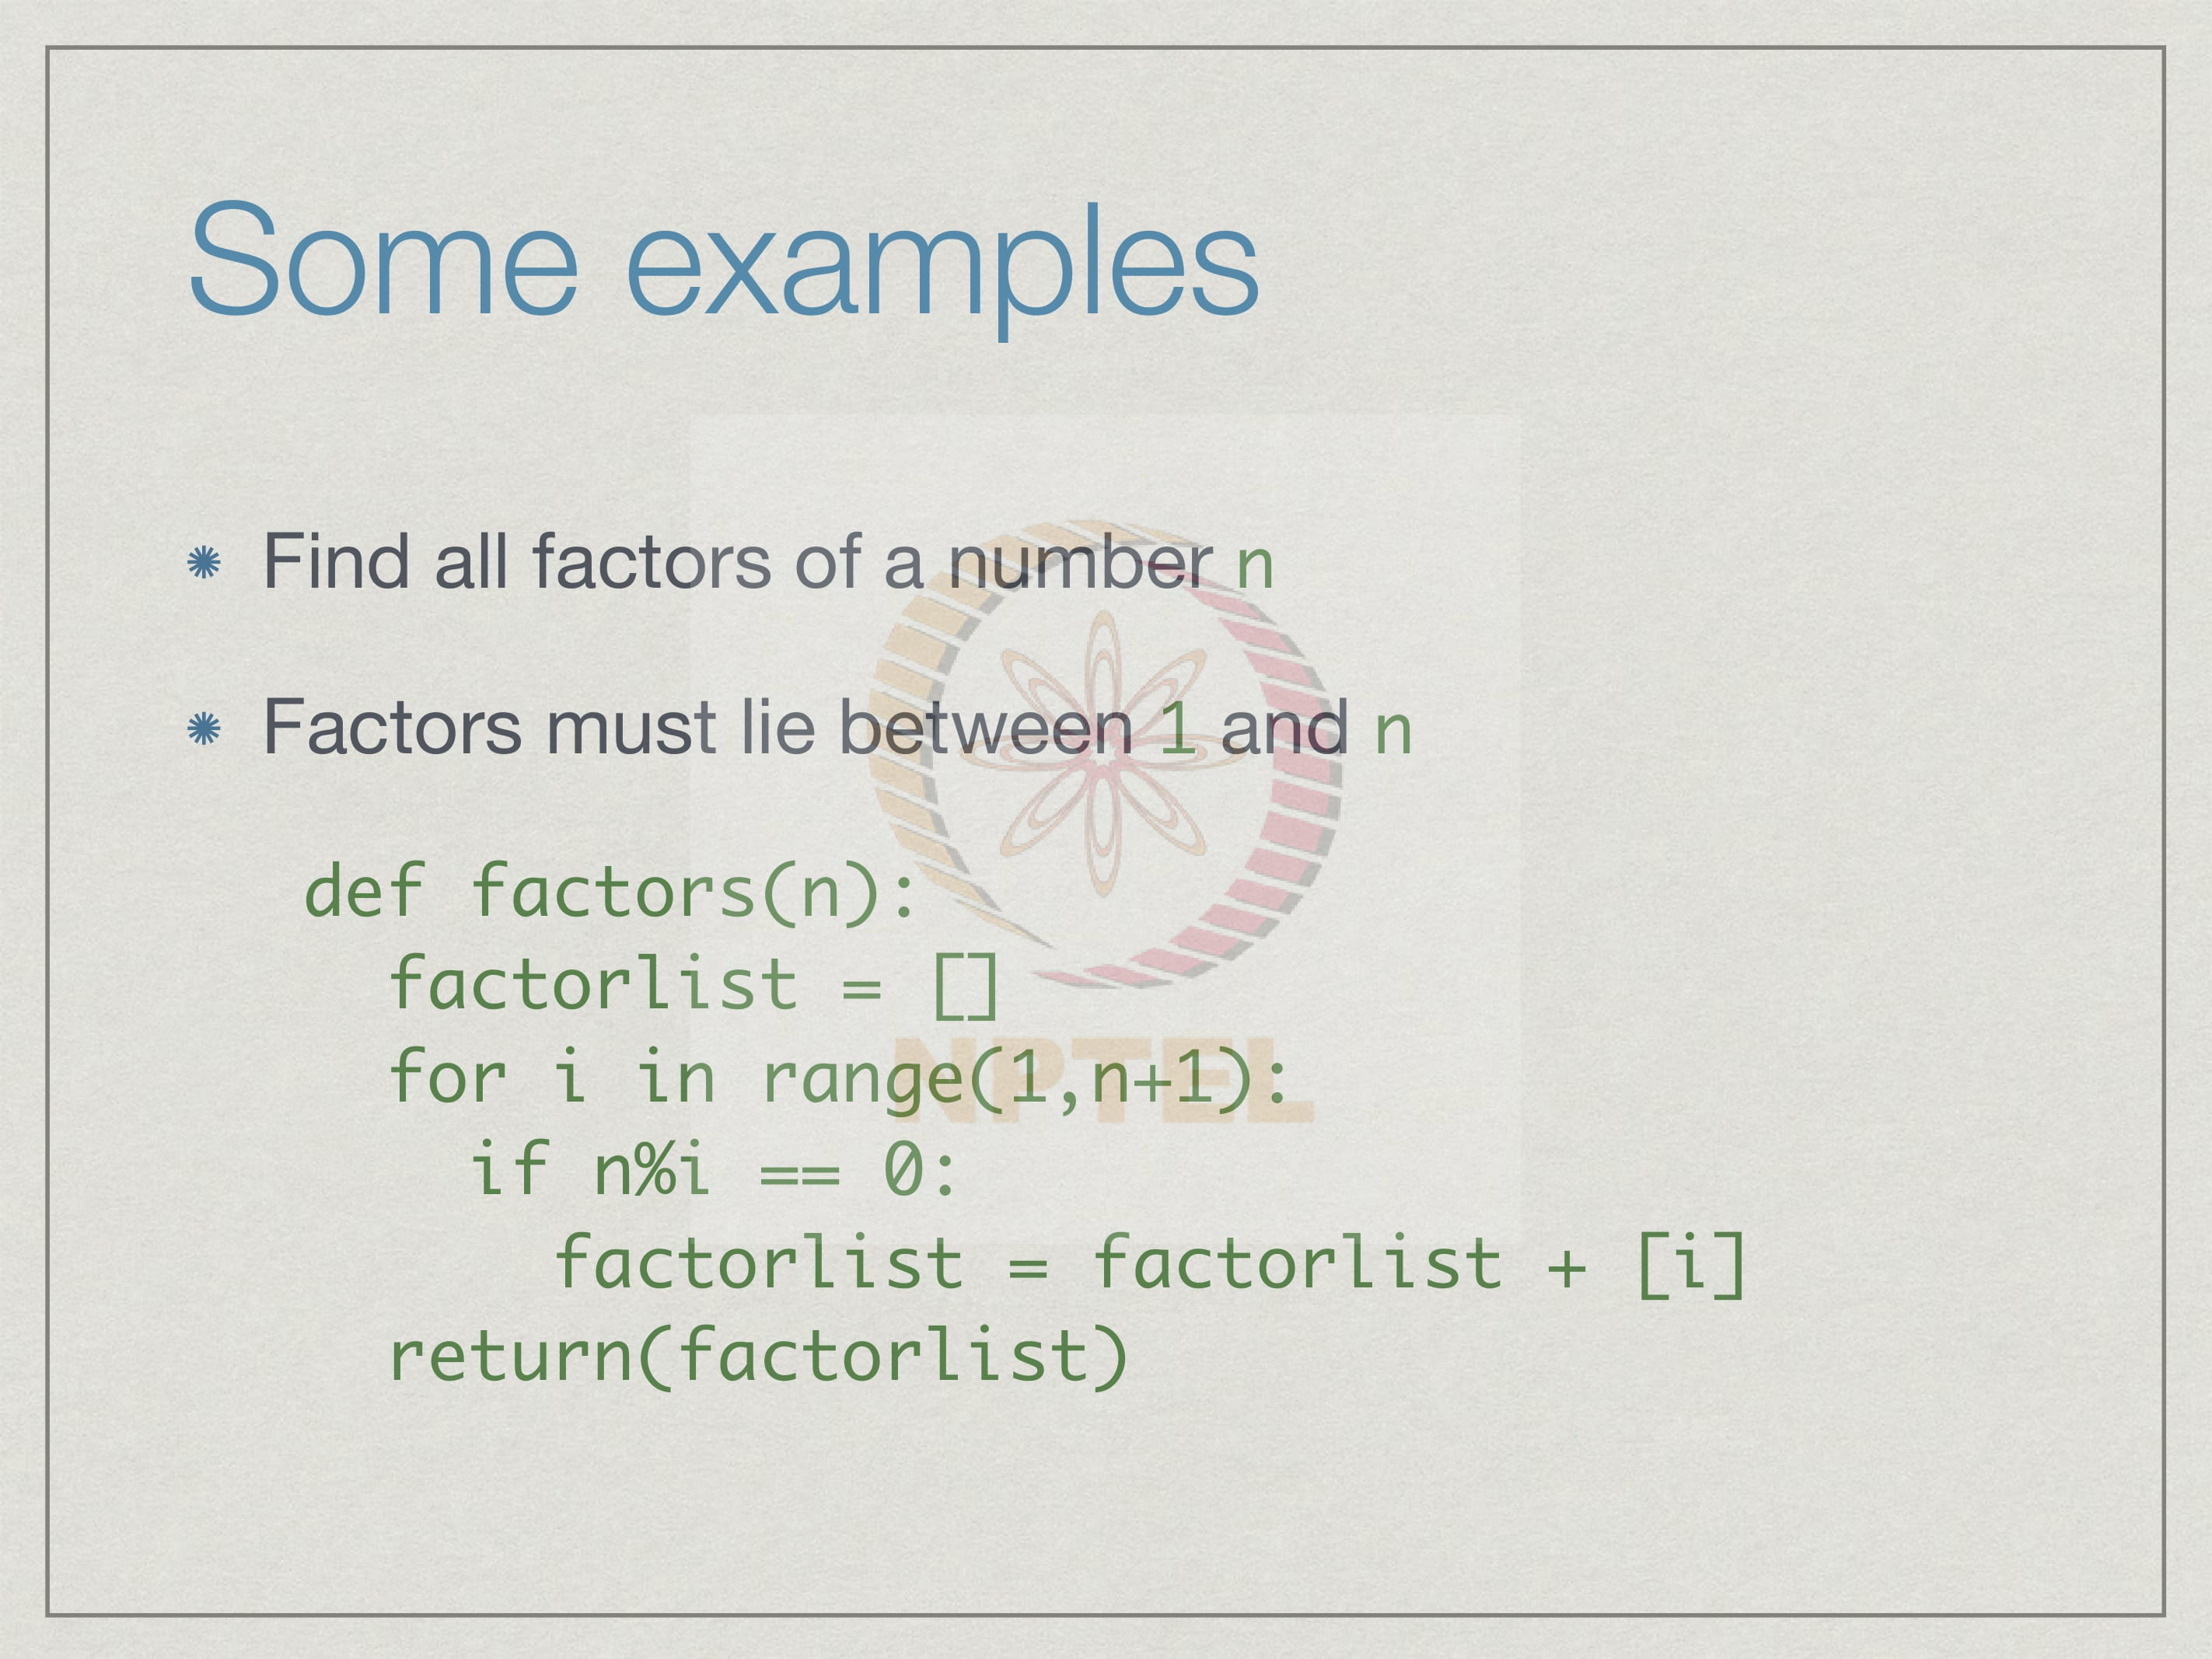 Some examples
Find all factors of a number n
Factors must lie between 1 and n
def factors(n):
  factorlist = []
  for i in range(1,n+1):
    if n%i == 0:
      factorlist = factorlist + [i]
  return(factorlist)
NPTEL